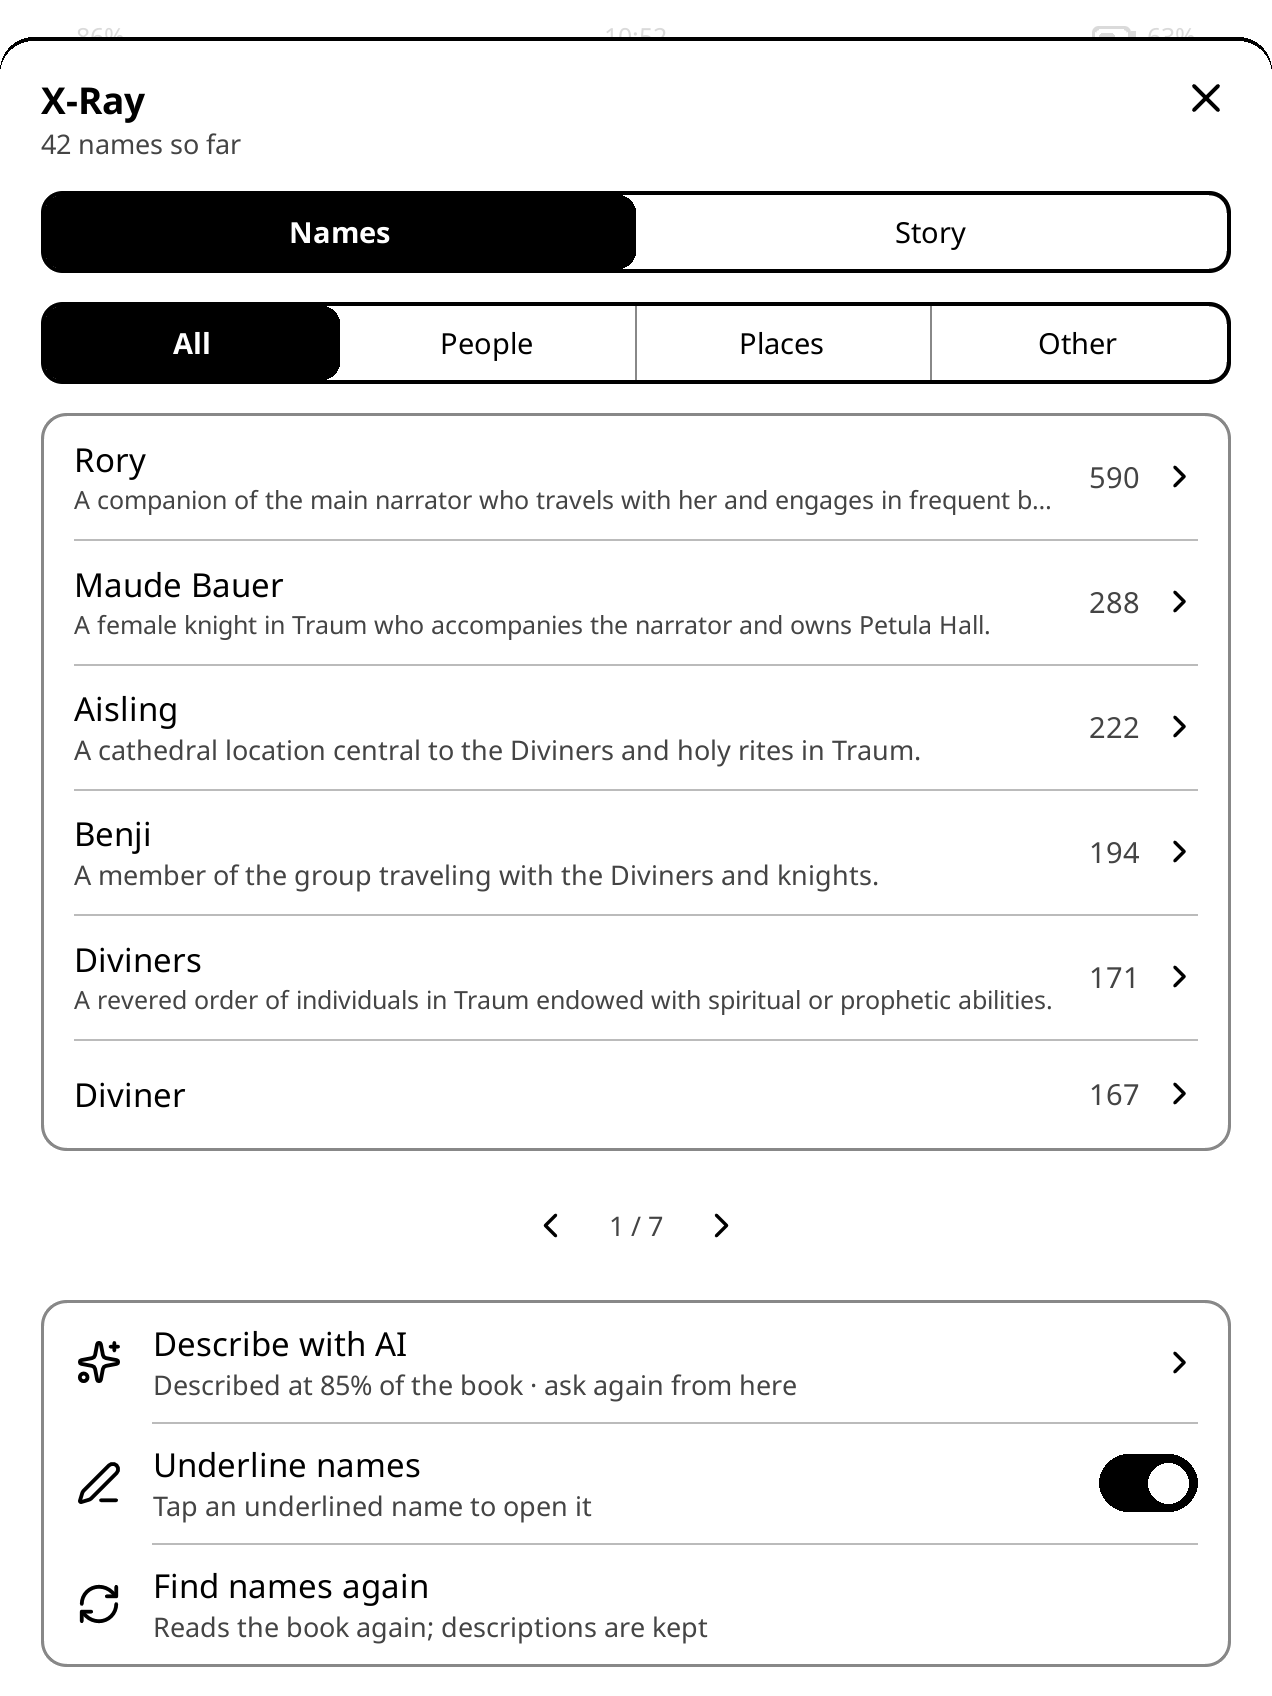 86% 10:52 63%
X-Ray
42 names so far
Names Story
All People Places Other
Rory
A companion of the main narrator who travels with her and engages in frequent b...
590
Maude Bauer
A female knight in Traum who accompanies the narrator and owns Petula Hall.
288
Aisling
A cathedral location central to the Diviners and holy rites in Traum.
222
Benji
A member of the group traveling with the Diviners and knights.
194
Diviners
A revered order of individuals in Traum endowed with spiritual or prophetic abilities.
171
Diviner 167
1 / 7
Describe with AI
Described at 85% of the book · ask again from here
Underline names
Tap an underlined name to open it
Find names again
Reads the book again; descriptions are kept